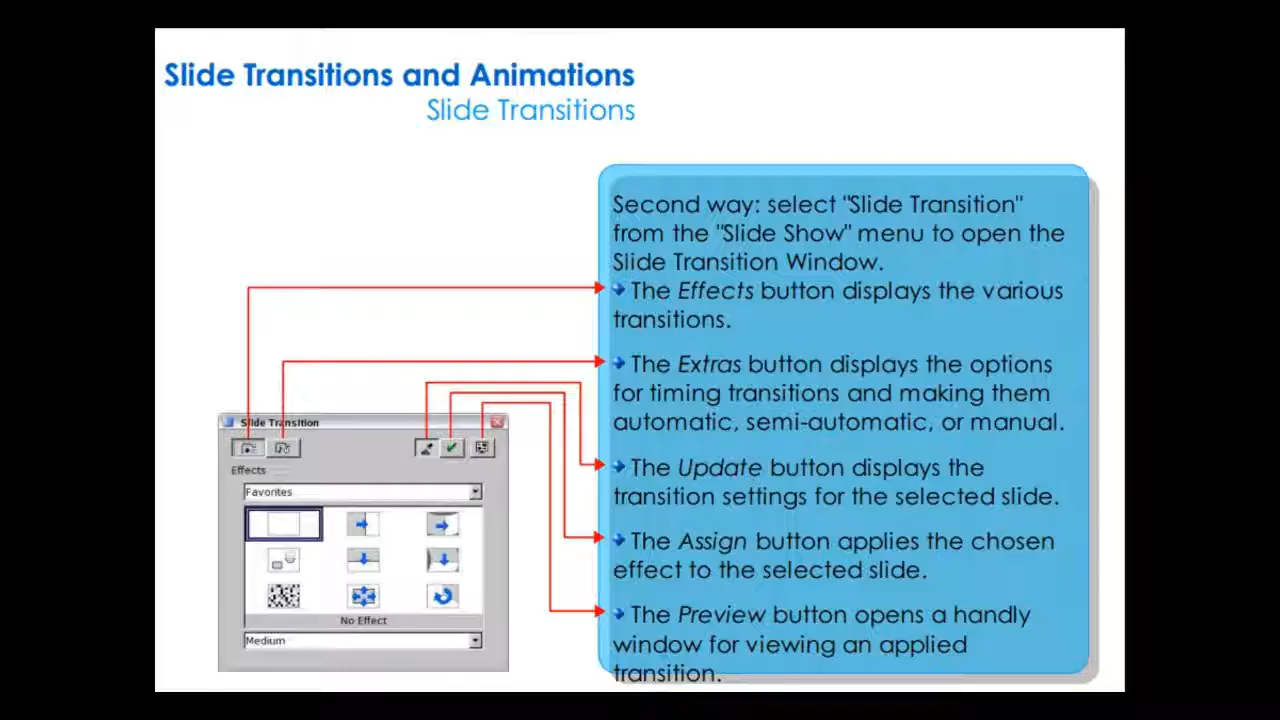 Slide Transitions and Animations
Slide Transitions
Second way: select "Slide Transition"
from the "Slide Show" menu to open the
Slide Transition Window.
The Effects button displays the various
transitions.
The Extras button displays the options
for timing transitions and making them
automatic, semi-automatic, or manual.
The Update button displays the
transition settings for the selected slide.
The Assign button applies the chosen
effect to the selected slide.
The Preview button opens a handly
window for viewing an applied
transition.
Slide Transition
Effects
Favorites
No Effect
Medium